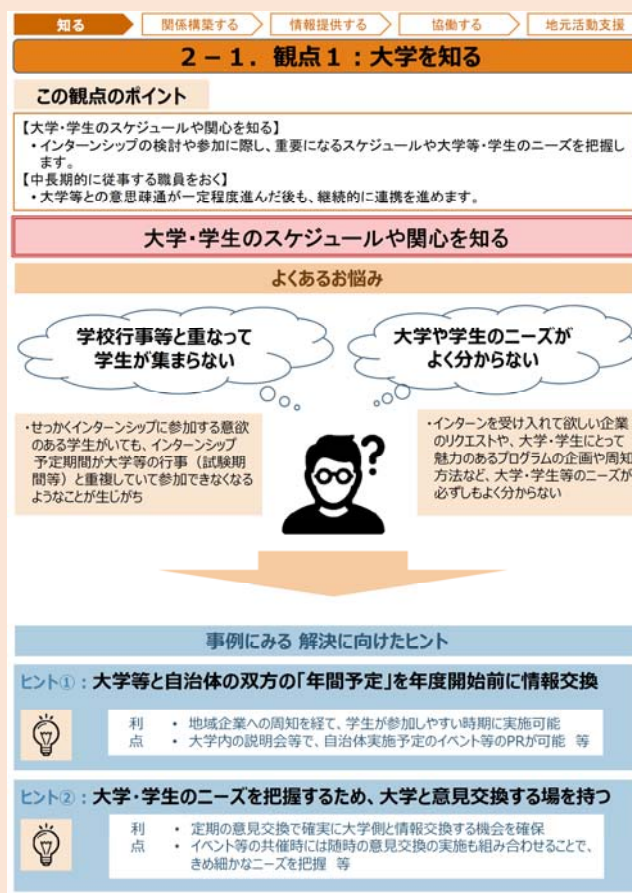 知る
関係構築する
情報提供する
協働する
地元活動支援
２－１．観点１：大学を知る
この観点のポイント
【大学・学生のスケジュールや関心を知る】
・インターンシップの検討や参加に際し、重要になるスケジュールや大学等・学生のニーズを把握し
ます。
【中長期的に従事する職員をおく】
・大学等との意思疎通が一定程度進んだ後も、継続的に連携を進めます。
大学・学生のスケジュールや関心を知る
よくあるお悩み
学校行事等と重なって
学生が集まらない
大学や学生のニーズが
よく分からない
・せっかくインターンシップに参加する意欲
のある学生がいても、インターンシップ
予定期間が大学等の行事（試験期
間等）と重複していて参加できなくなる
ようなことが生じがち
・インターンを受け入れて欲しい企業
のリクエストや、大学・学生にとって
魅力のあるプログラムの企画や周知
方法など、大学・学生等のニーズが
必ずしもよく分からない
事例にみる 解決に向けたヒント
ヒント①：大学等と自治体の双方の「年間予定」を年度開始前に情報交換
利点
・ 地域企業への周知を経て、学生が参加しやすい時期に実施可能
・ 大学内の説明会等で、自治体実施予定のイベント等のPRが可能 等
ヒント②：大学・学生のニーズを把握するため、大学と意見交換する場を持つ
利点
・ 定期の意見交換で確実に大学側と情報交換する機会を確保
・ イベント等の共催時には随時の意見交換の実施も組み合わせることで、
きめ細かなニーズを把握 等